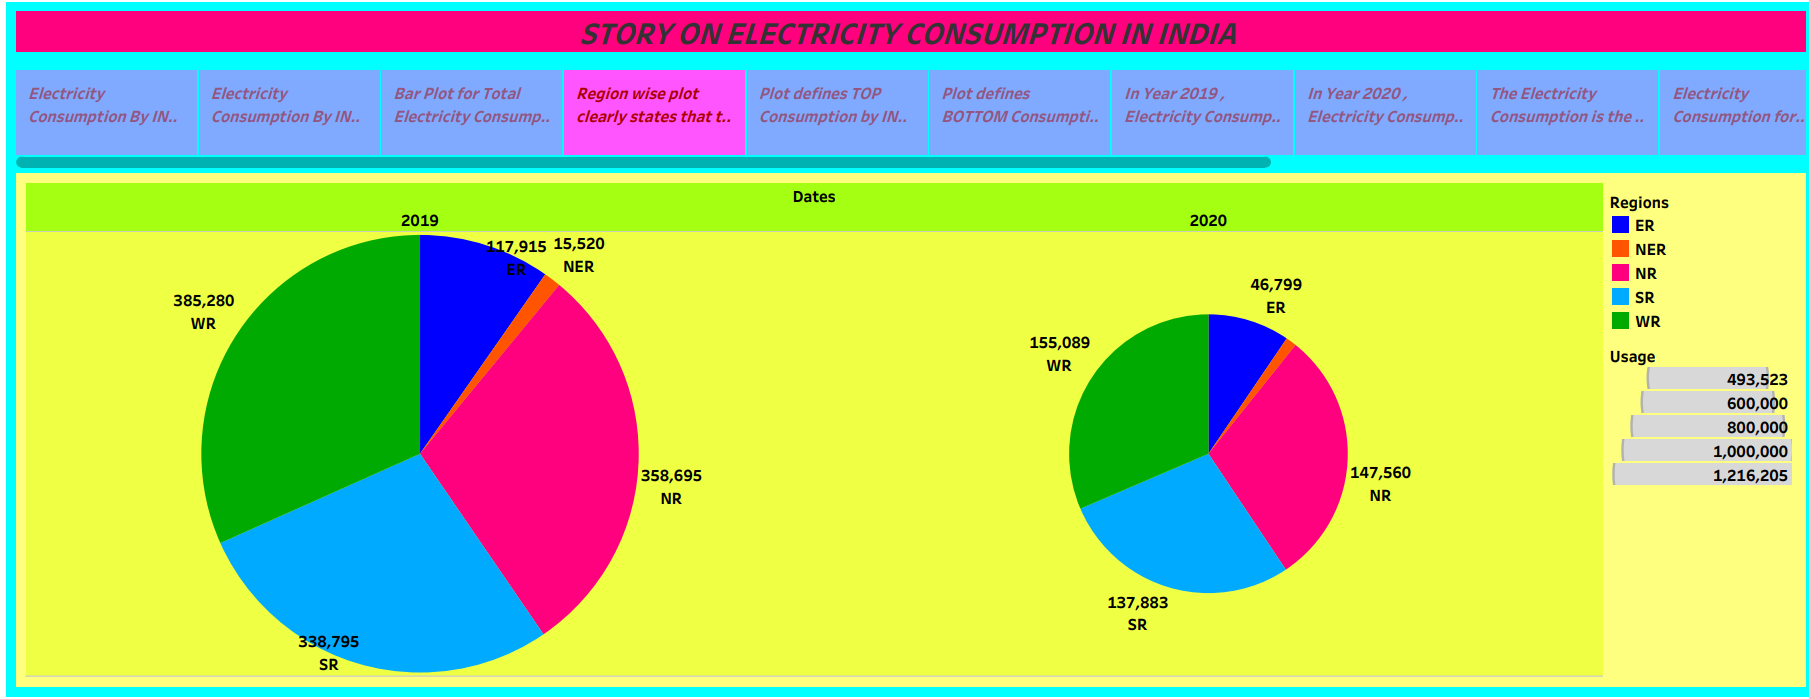 STORY ON ELECTRICITY CONSUMPTION IN INDIA
Electricity
Consumption By IN..
Electricity
Consumption By IN..
Bar Plot for Total
Electricity Consump..
Region wise plot
clearly states that t..
Plot defines TOP
Consumption by IN..
Plot defines
BOTTOM Consumpti..
In Year 2019 ,
Electricity Consump..
In Year 2020 ,
Electricity Consump..
The Electricity
Consumption is the ..
Electricity
Consumption for..
Dates
2019
117,915
ER
15,520
NER
385,280
WR
358,695
NR
338,795
SR
2020
46,799
ER
155,089
WR
147,560
NR
137,883
SR
Regions
ER
NER
NR
SR
WR
Usage
493,523
600,000
800,000
1,000,000
1,216,205